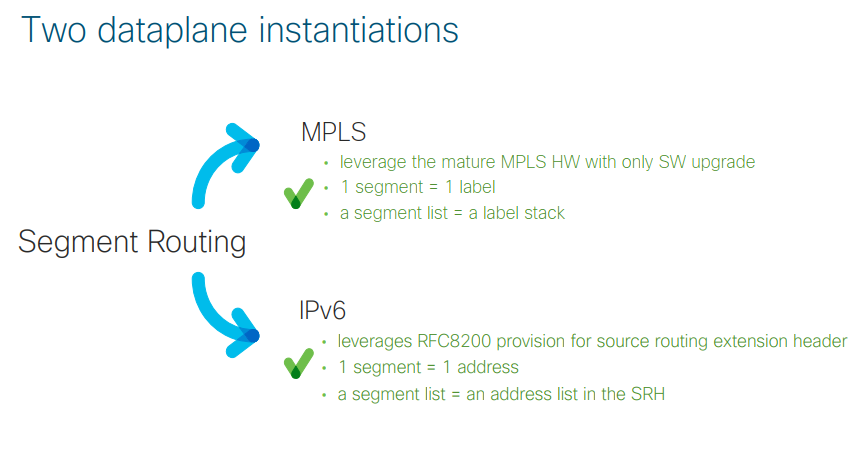 Two dataplane instantiations
MPLS
• leverage the mature MPLS HW with only SW upgrade
• 1 segment = 1 label
• a segment list = a label stack
Segment Routing
IPv6
• leverages RFC8200 provision for source routing extension header
• 1 segment = 1 address
• a segment list = an address list in the SRH